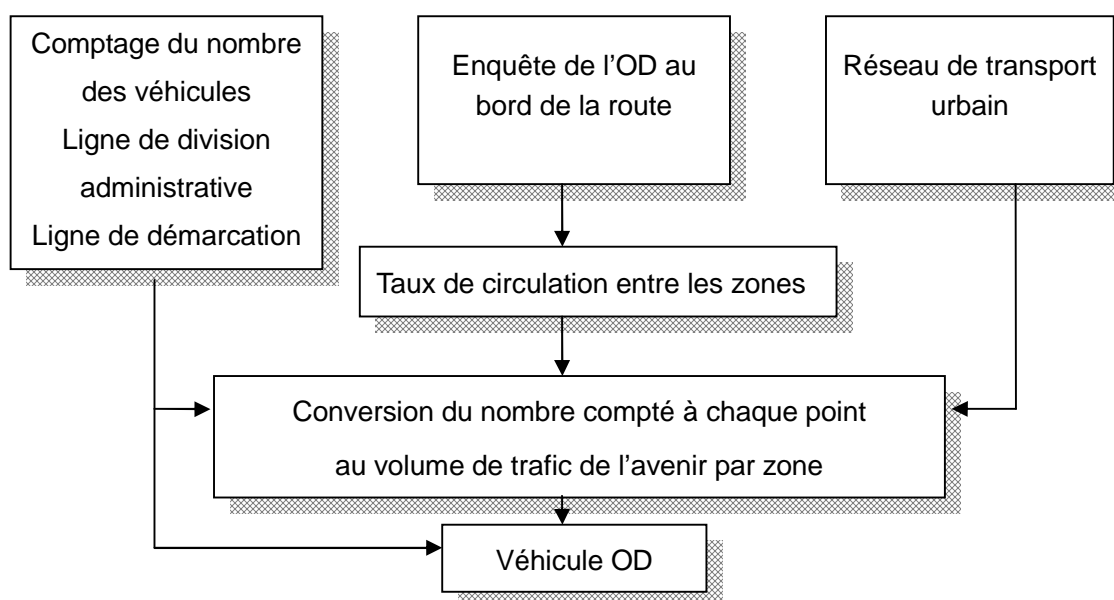 Comptage du nombre
des véhicules
Ligne de division
administrative
Ligne de démarcation
Enquête de l’OD au
bord de la route
Réseau de transport
urbain
Taux de circulation entre les zones
Conversion du nombre compté à chaque point
au volume de trafic de l’avenir par zone
Véhicule OD